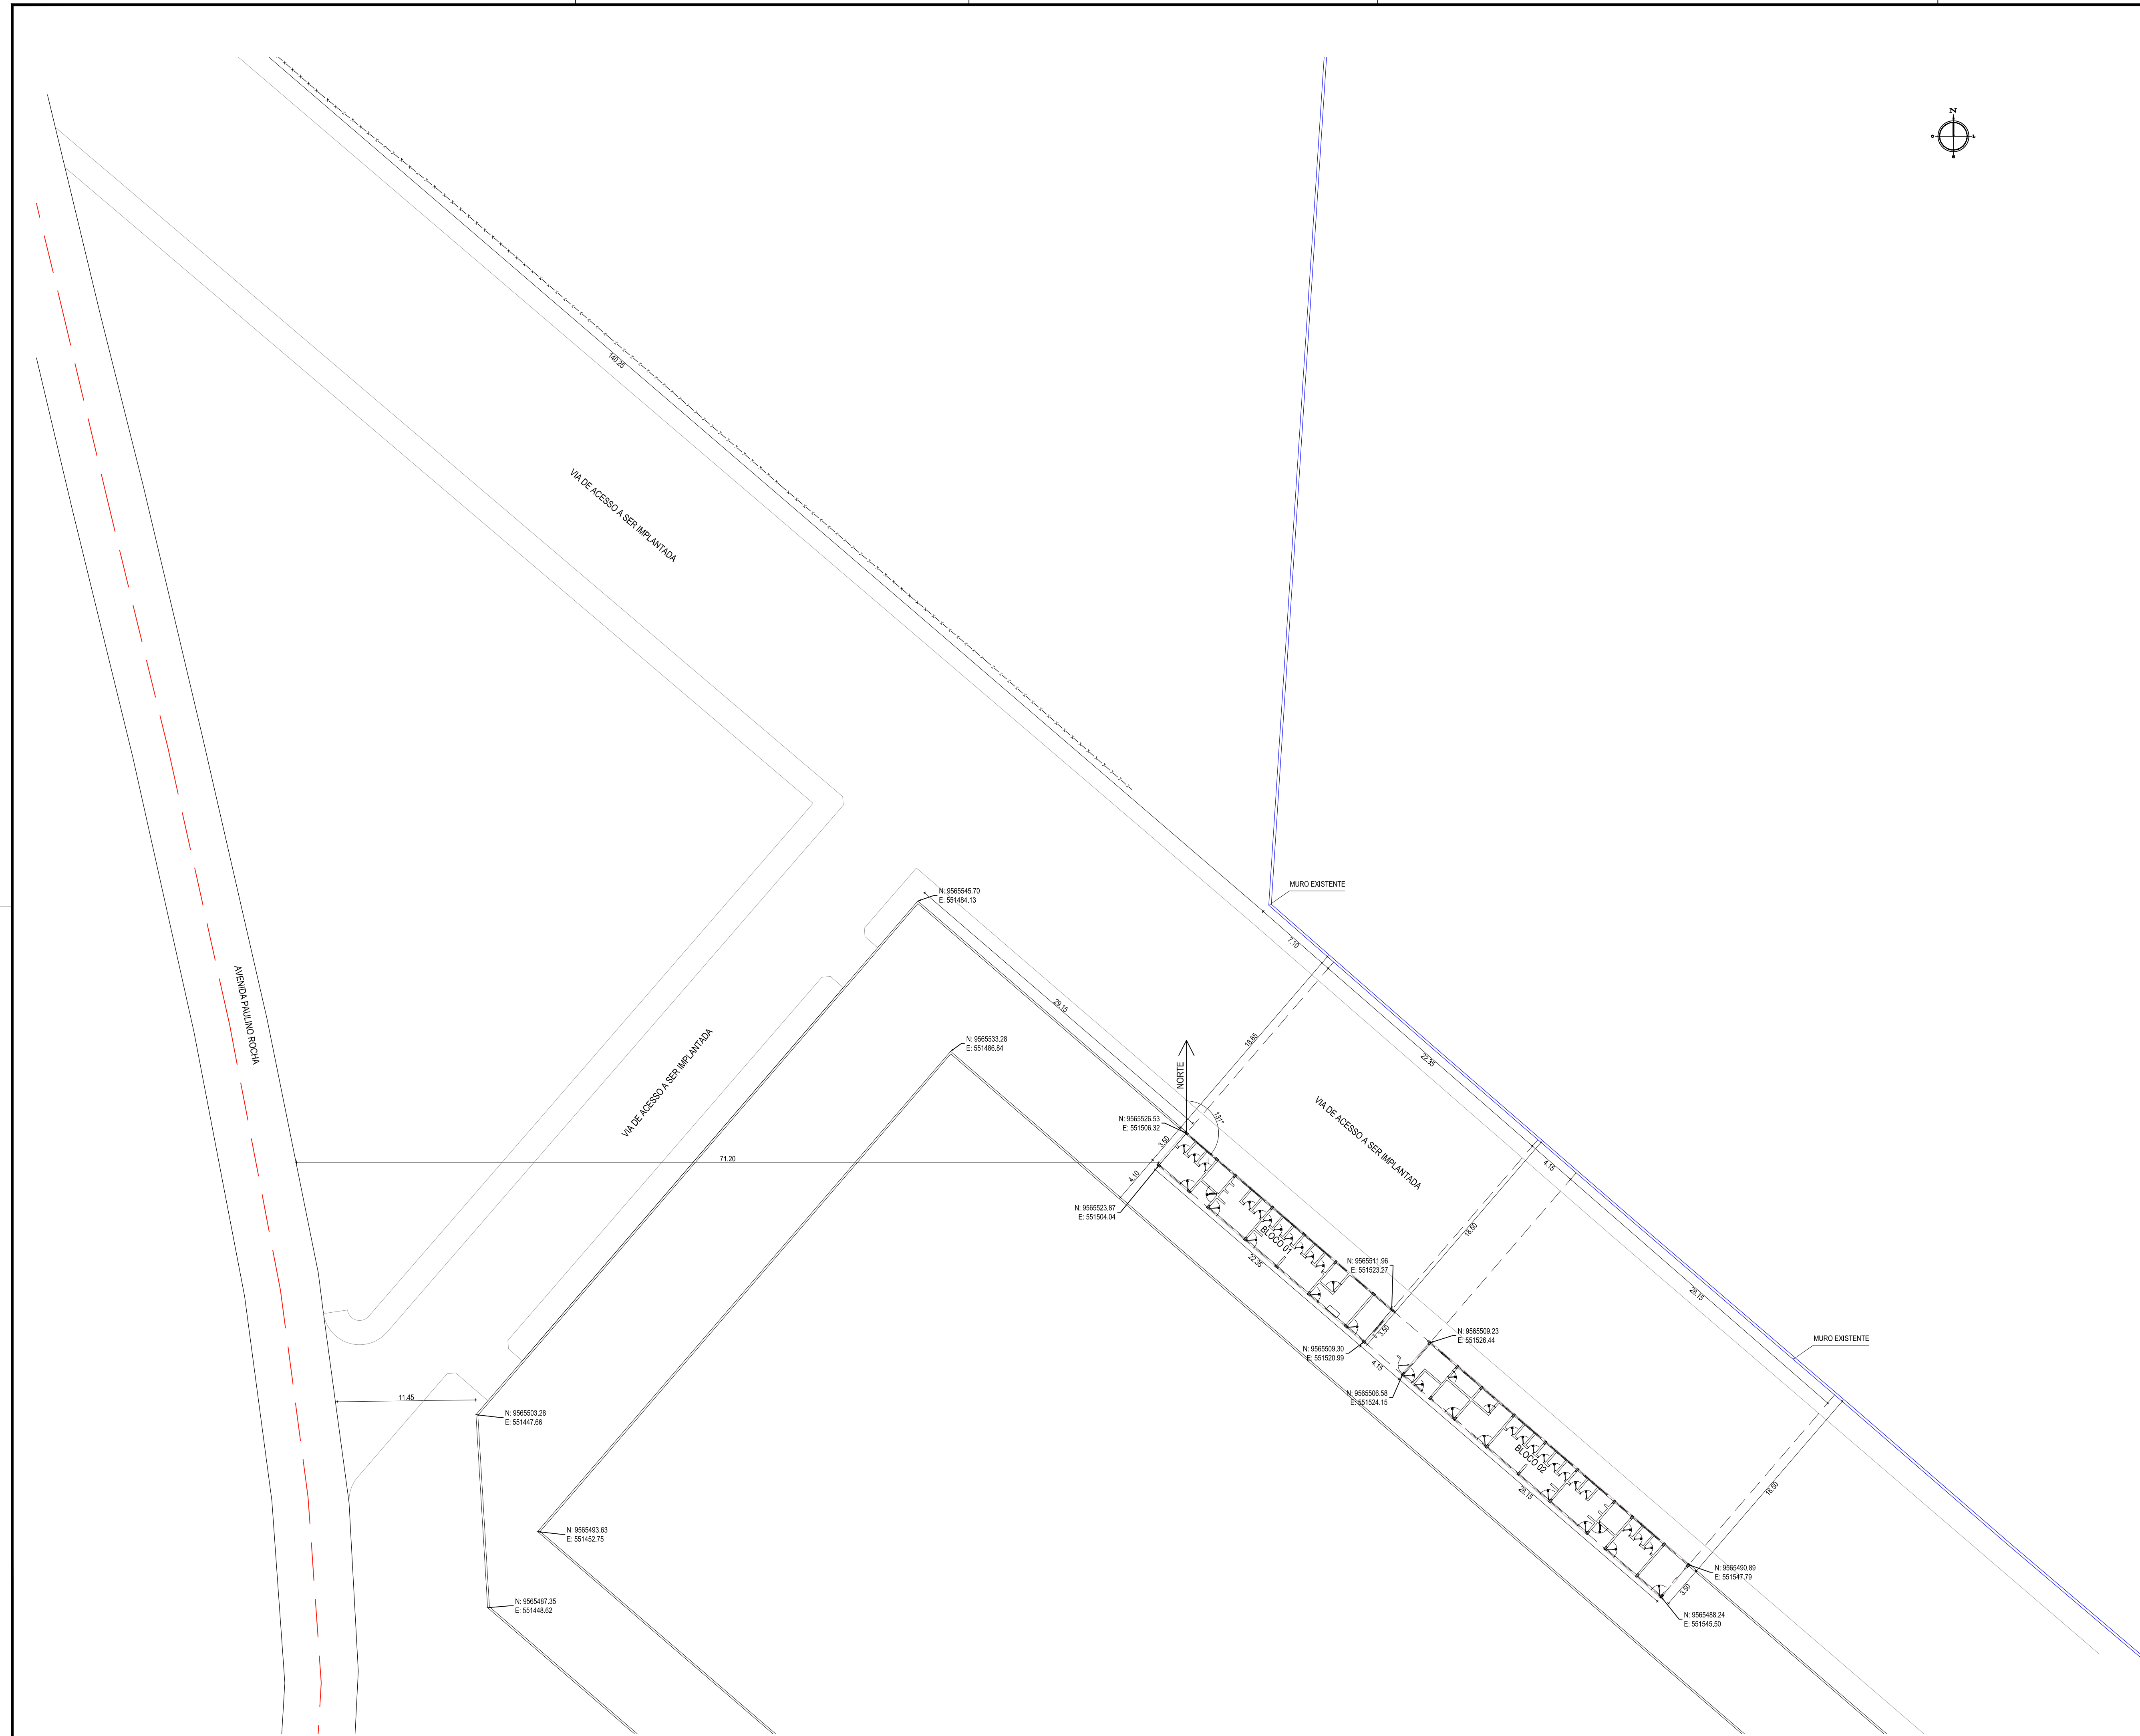 N
O
L
S
140.25
VIA DE ACESSO A SER IMPLANTADA
MURO EXISTENTE
N: 9565545.70
E: 551484.13
7.10
AVENIDA PAULINO ROCHA
29.15
18.65
22.35
N: 9565533.28
E: 551486.84
VIA DE ACESSO A SER IMPLANTADA
NORTE
131°
N: 9565526.53
E: 551506.32
VIA DE ACESSO A SER IMPLANTADA
3.50
4.10
71.20
4.15
N: 9565523.87
E: 551504.04
BLOCO 01
22.35
18.50
N: 9565511.96
E: 551523.27
28.15
3.50
N: 9565509.30
E: 551520.99
N: 9565509.23
E: 551526.44
MURO EXISTENTE
4.15
11.45
N: 9565506.58
E: 551524.15
N: 9565503.28
E: 551447.66
BLOCO 02
28.15
18.50
N: 9565493.63
E: 551452.75
N: 9565490.89
E: 551547.79
3.50
N: 9565487.35
E: 551448.62
N: 9565488.24
E: 551545.50